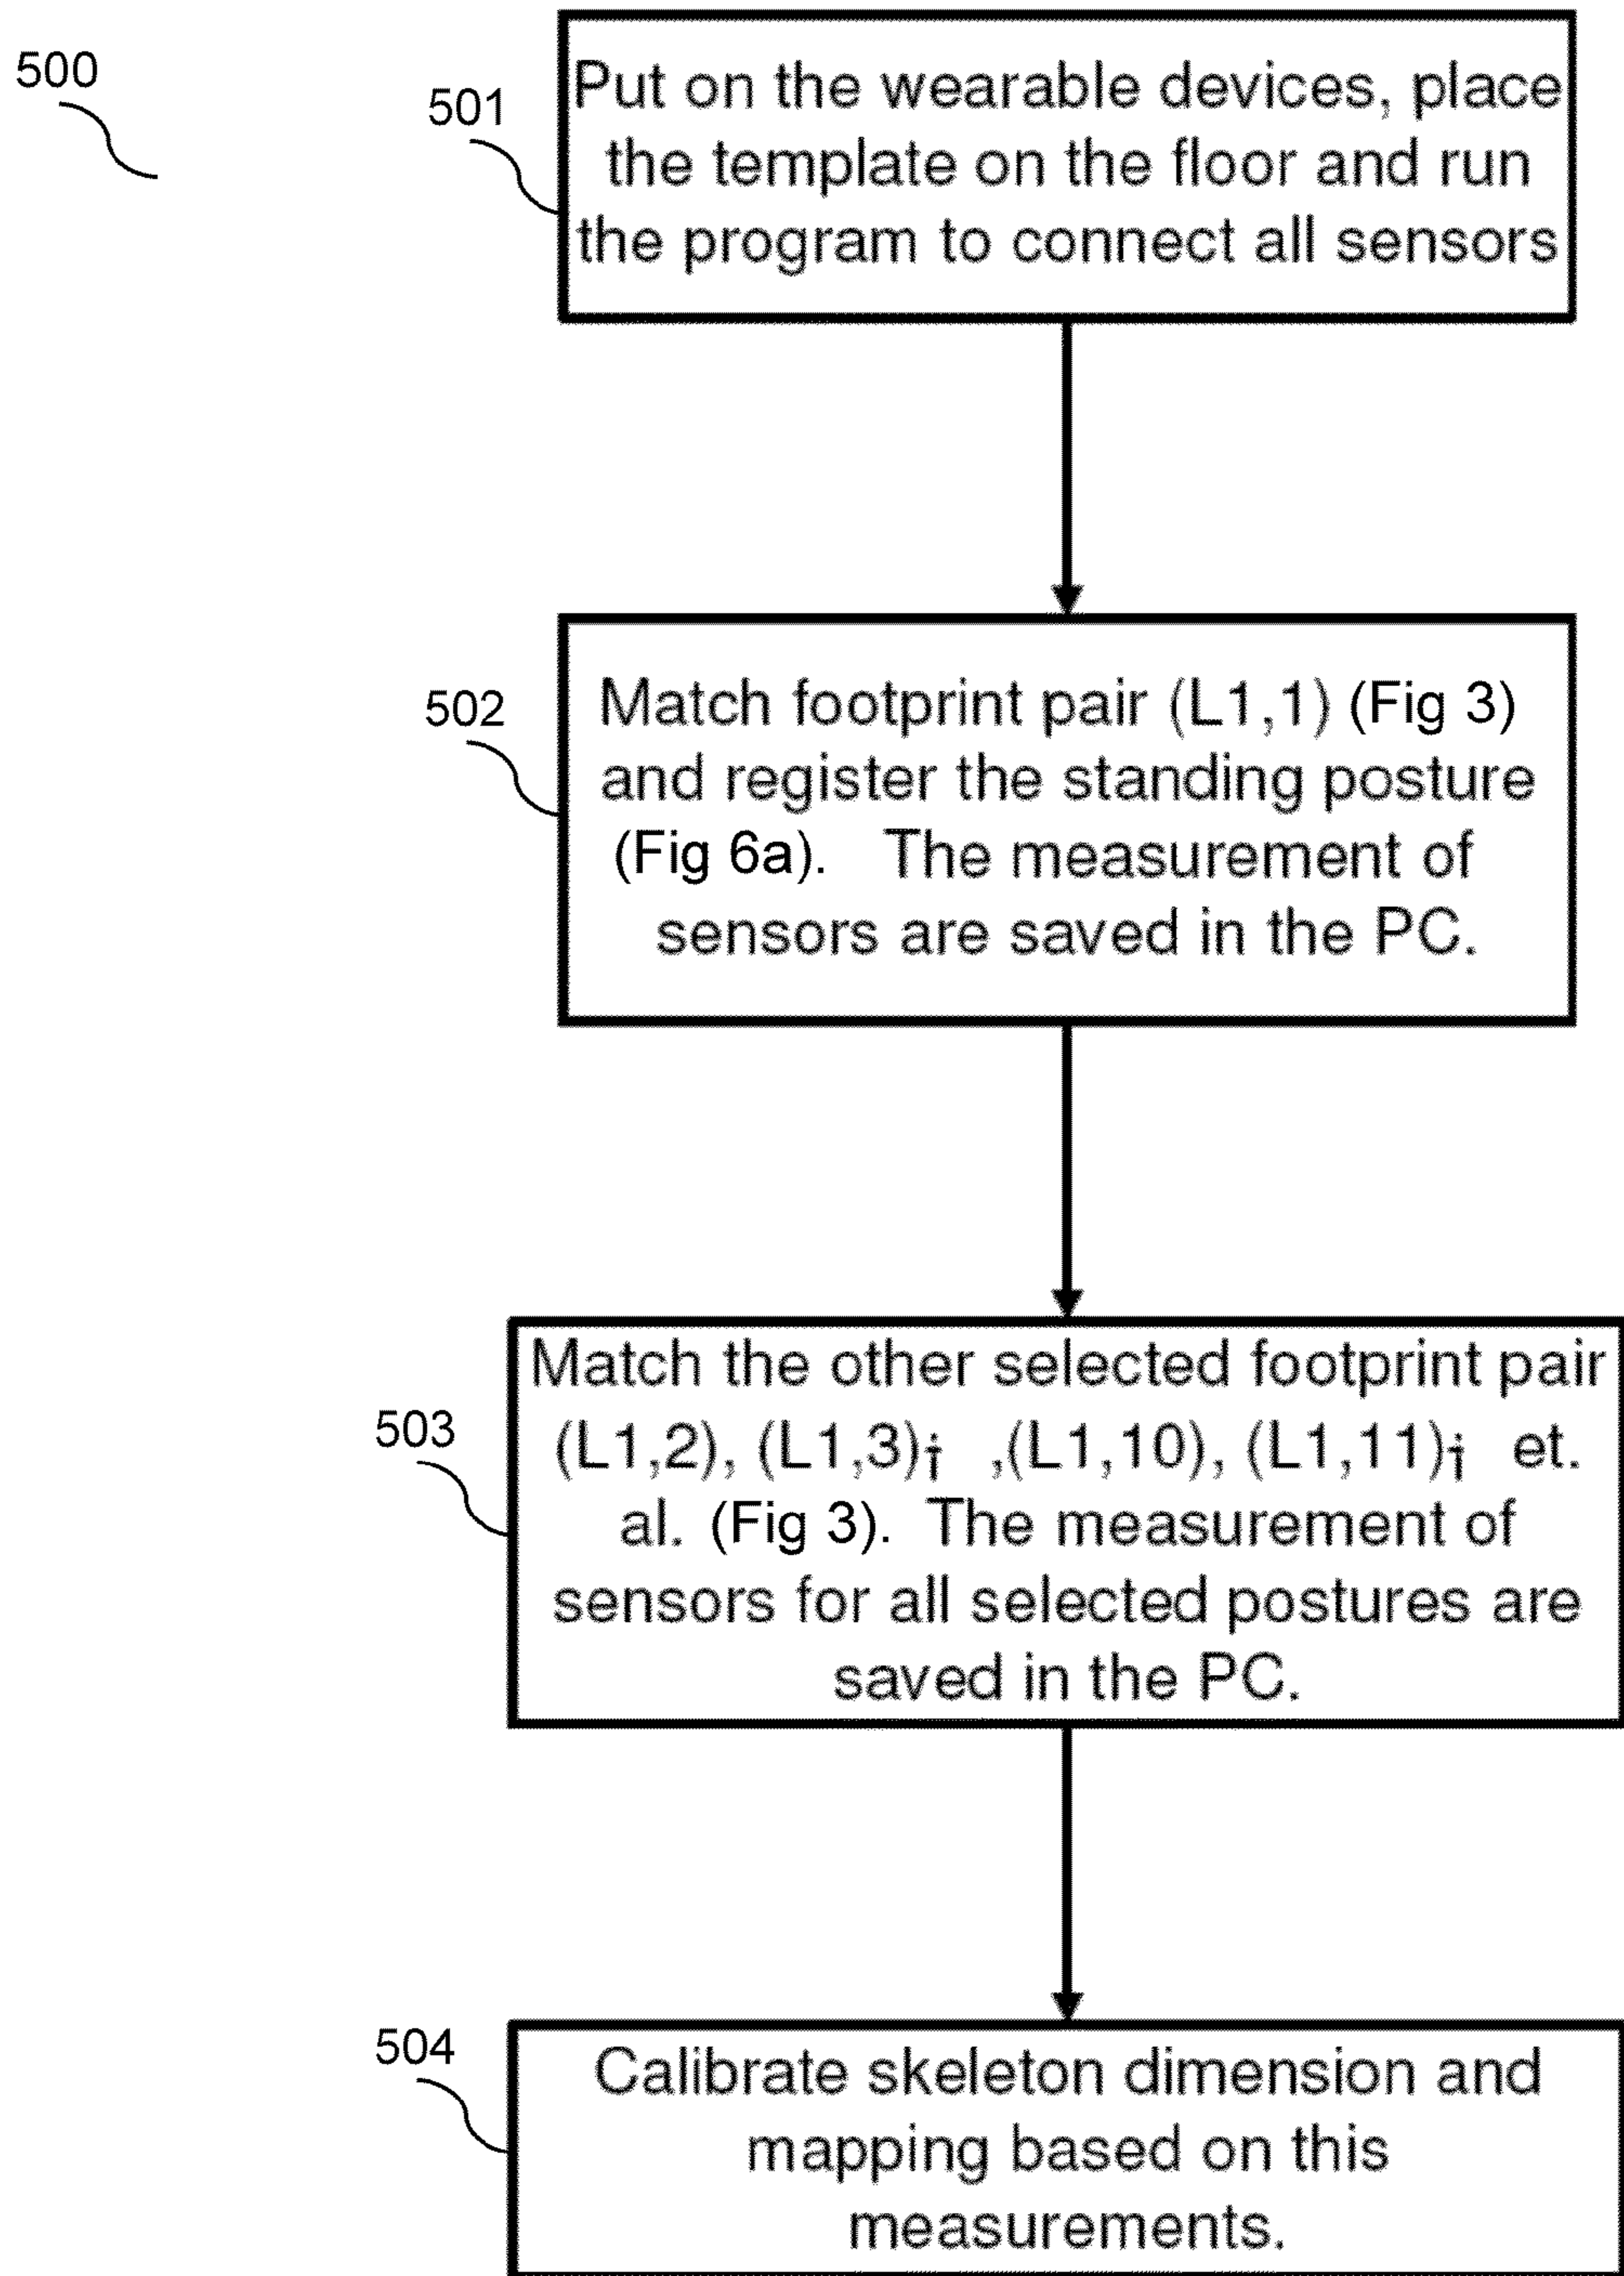 500
501
Put on the wearable devices, place
the template on the floor and run
the program to connect all sensors
502
Match footprint pair (L1,1) (Fig 3)
and register the standing posture
(Fig 6a). The measurement of
sensors are saved in the PC.
503
Match the other selected footprint pair
(L1,2), (L1,3)¡ ,(L1,10), (L1,11)¡ et.
al. (Fig 3). The measurement of
sensors for all selected postures are
saved in the PC.
504
Calibrate skeleton dimension and
mapping based on this
measurements.